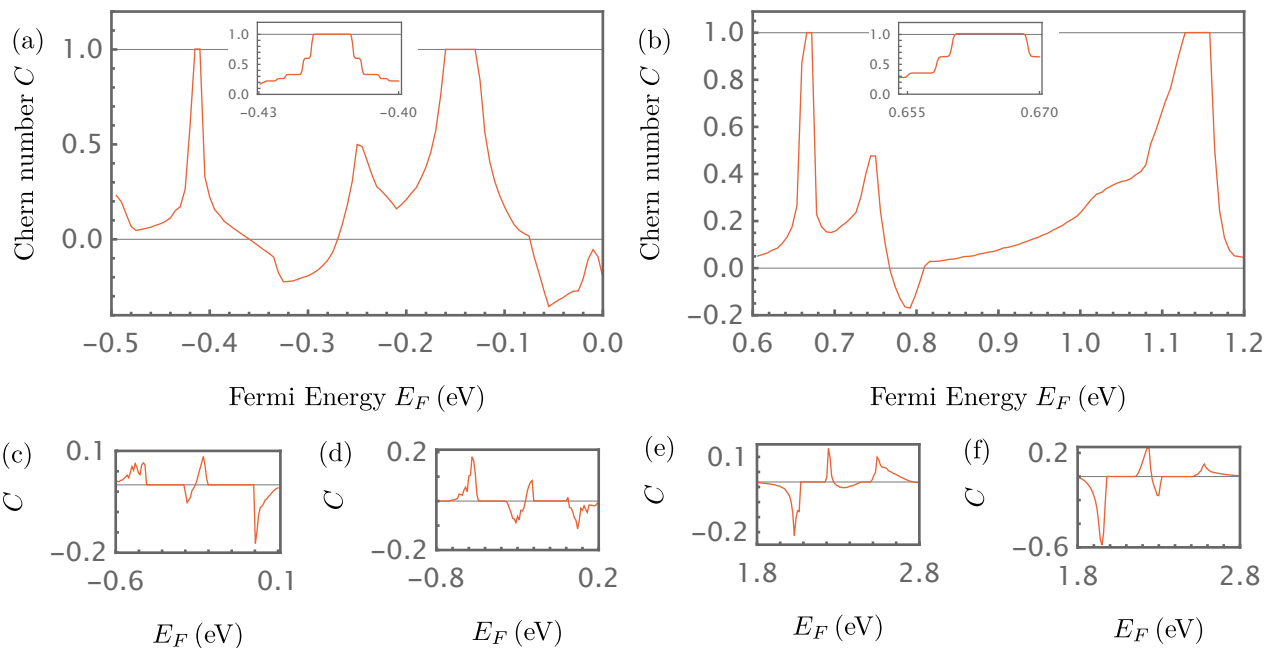 (a)
Chern number C
1.0
0.5
0.0
1.0
0.5
0.0
−0.43
−0.40
−0.5
−0.4
−0.3
−0.2
−0.1
0.0
Fermi Energy E_F (eV)
(b)
Chern number C
1.0
0.8
0.6
0.4
0.2
0.0
−0.2
1.0
0.5
0.0
0.655
0.670
0.6
0.7
0.8
0.9
1.0
1.1
1.2
Fermi Energy E_F (eV)
(c)
C
0.1
−0.2
−0.6
0.1
E_F (eV)
(d)
C
0.2
−0.2
−0.8
0.2
E_F (eV)
(e)
C
0.1
−0.2
1.8
2.8
E_F (eV)
(f)
C
0.2
−0.6
1.8
2.8
E_F (eV)